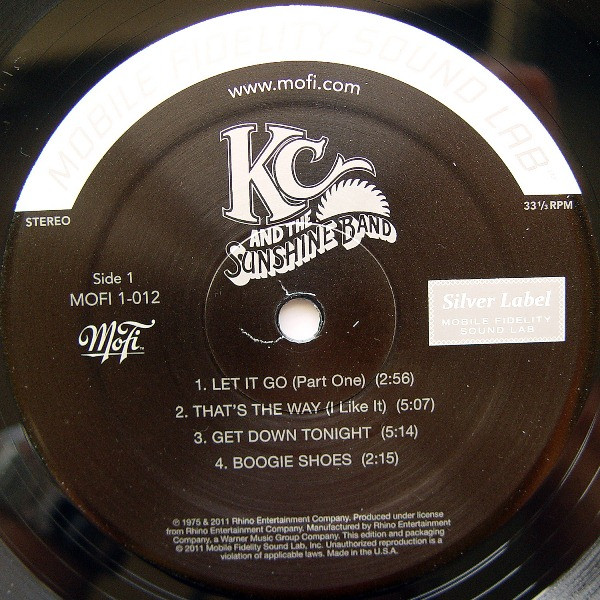 MOBILE FIDELITY SOUND LAB
www.mofi.com
KC
AND THE
SUNSHINE BAND
STEREO
33 1/3 RPM
Side 1
MOFI 1-012
MoFi™
Silver Label
MOBILE FIDELITY
SOUND LAB
1. LET IT GO (Part One) (2:56)
2. THAT'S THE WAY (I Like It) (5:07)
3. GET DOWN TONIGHT (5:14)
4. BOOGIE SHOES (2:15)
℗ 1975 & 2011 Rhino Entertainment Company. Produced under license
from Rhino Entertainment Company. Manufactured by Rhino Entertainment
Company, a Warner Music Group Company. This edition and packaging
© 2011 Mobile Fidelity Sound Lab, Inc. Unauthorized reproduction is a
violation of applicable laws. Made in the U.S.A.